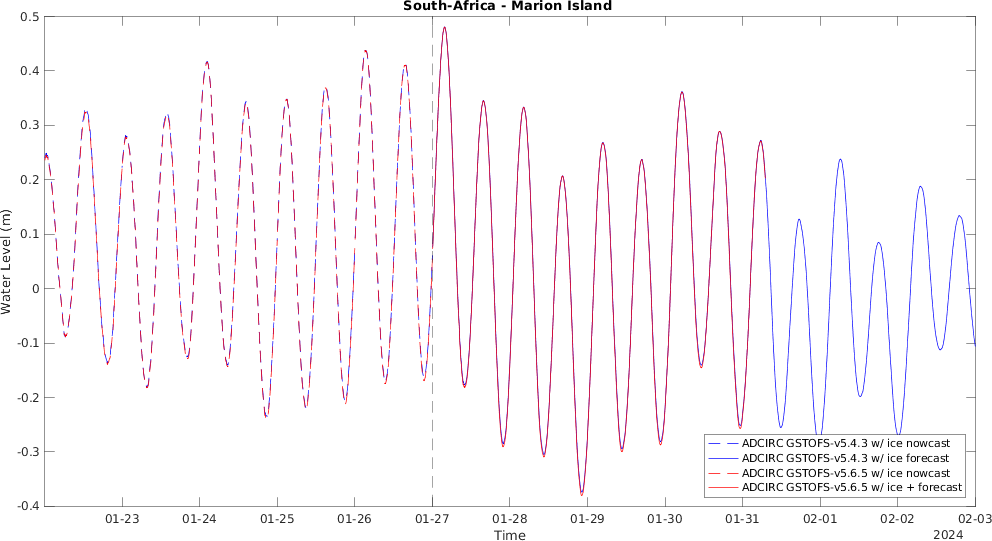 South-Africa - Marion Island
0.5
0.4
0.3
0.2
0.1
0
-0.1
-0.2
-0.3
-0.4
Water Level (m)
ADCIRC GSTOFS-v5.4.3 w/ ice nowcast
ADCIRC GSTOFS-v5.4.3 w/ ice forecast
ADCIRC GSTOFS-v5.6.5 w/ ice nowcast
ADCIRC GSTOFS-v5.6.5 w/ ice + forecast
01-23 01-24 01-25 01-26 01-27 01-28 01-29 01-30 01-31 02-01 02-02 02-03
Time
2024